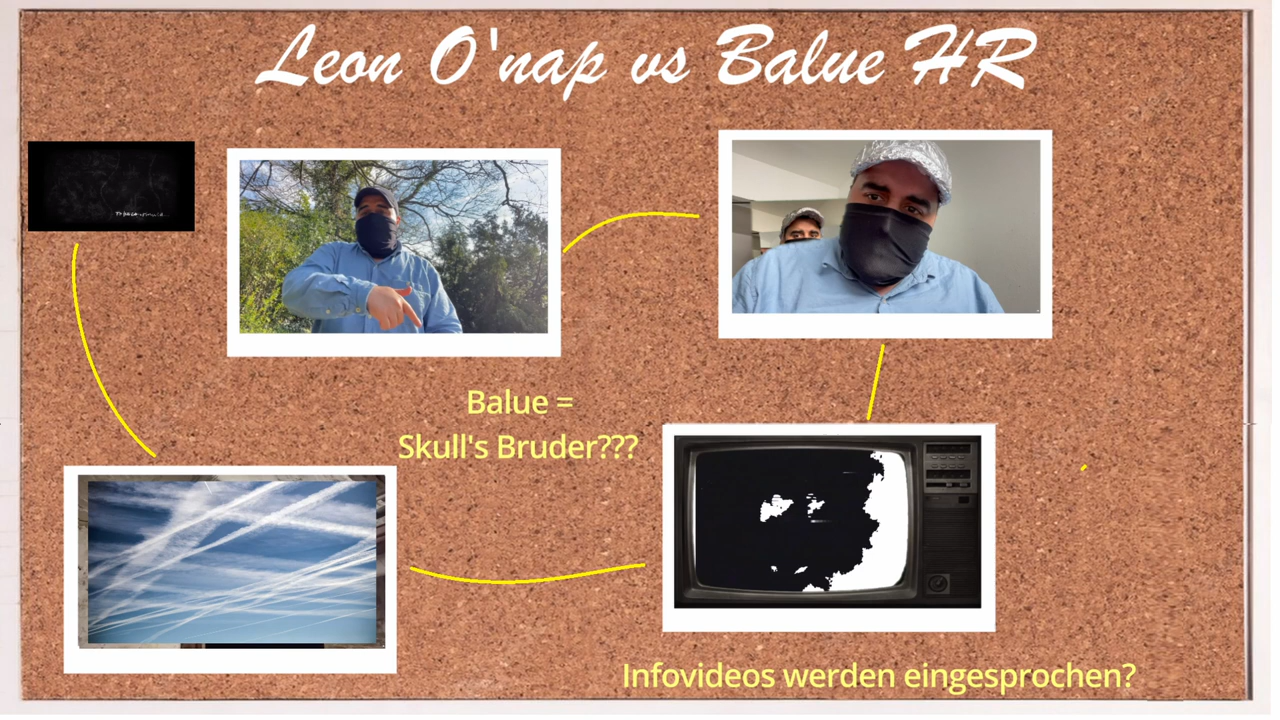 Leon O'nap vs Balue HR
Balue =
Skull's Bruder???
Infovideos werden eingesprochen?